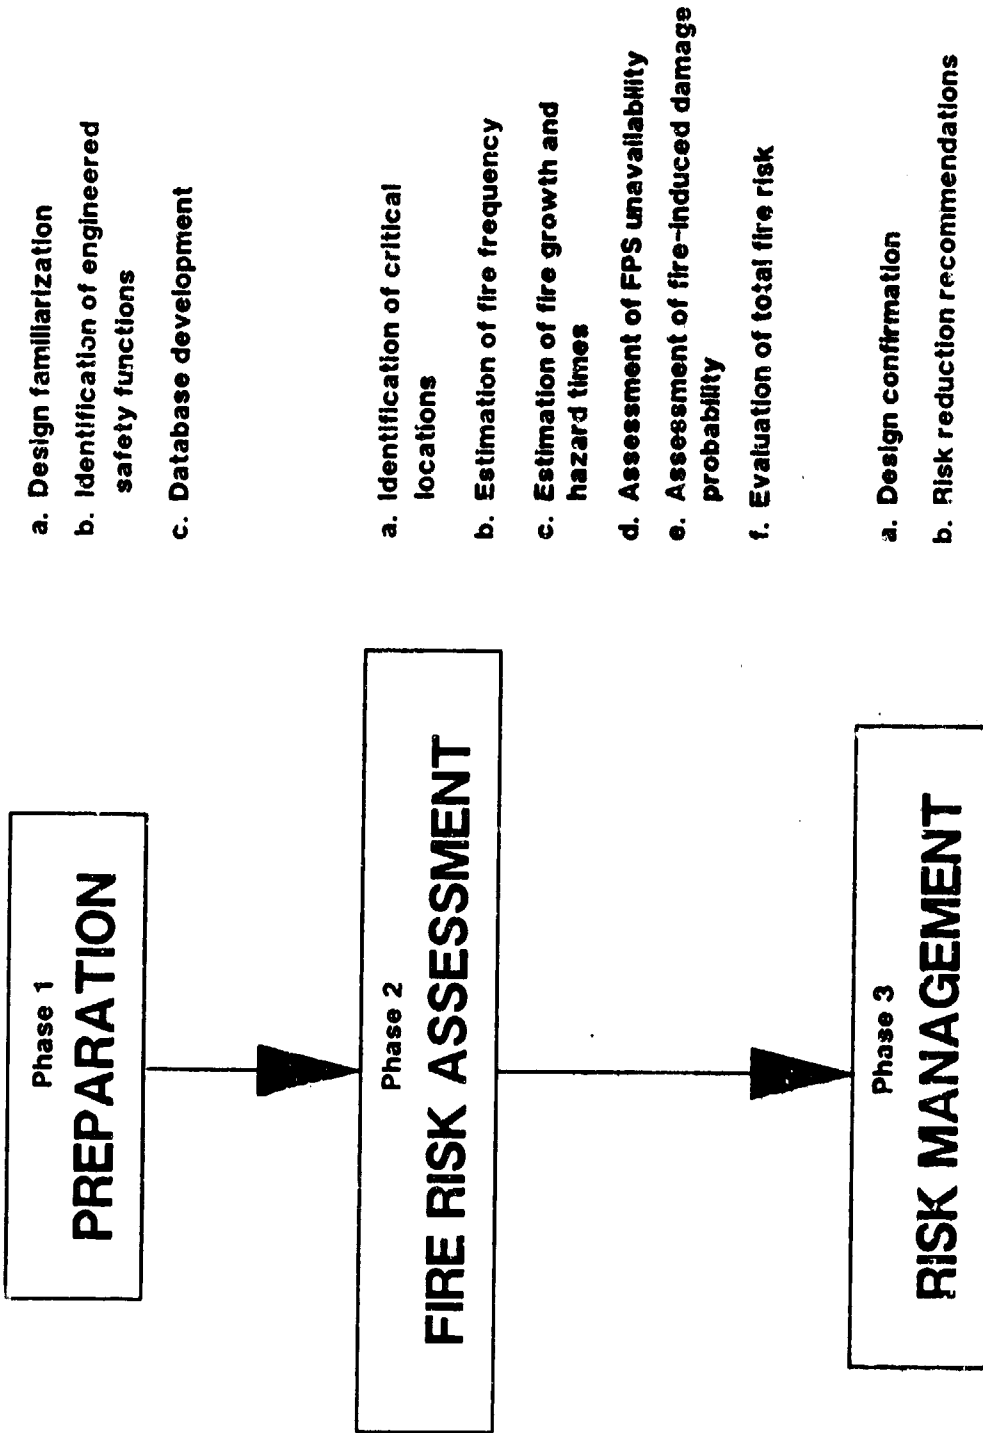 Phase 1
PREPARATION
a. Design familiarization
b. Identification of engineered
safety functions
c. Database development
Phase 2
FIRE RISK ASSESSMENT
a. Identification of critical
locations
b. Estimation of fire frequency
c. Estimation of fire growth and
hazard times
d. Assessment of FPS unavailability
e. Assessment of fire-induced damage
probability
f. Evaluation of total fire risk
Phase 3
RISK MANAGEMENT
a. Design confirmation
b. Risk reduction recommendations